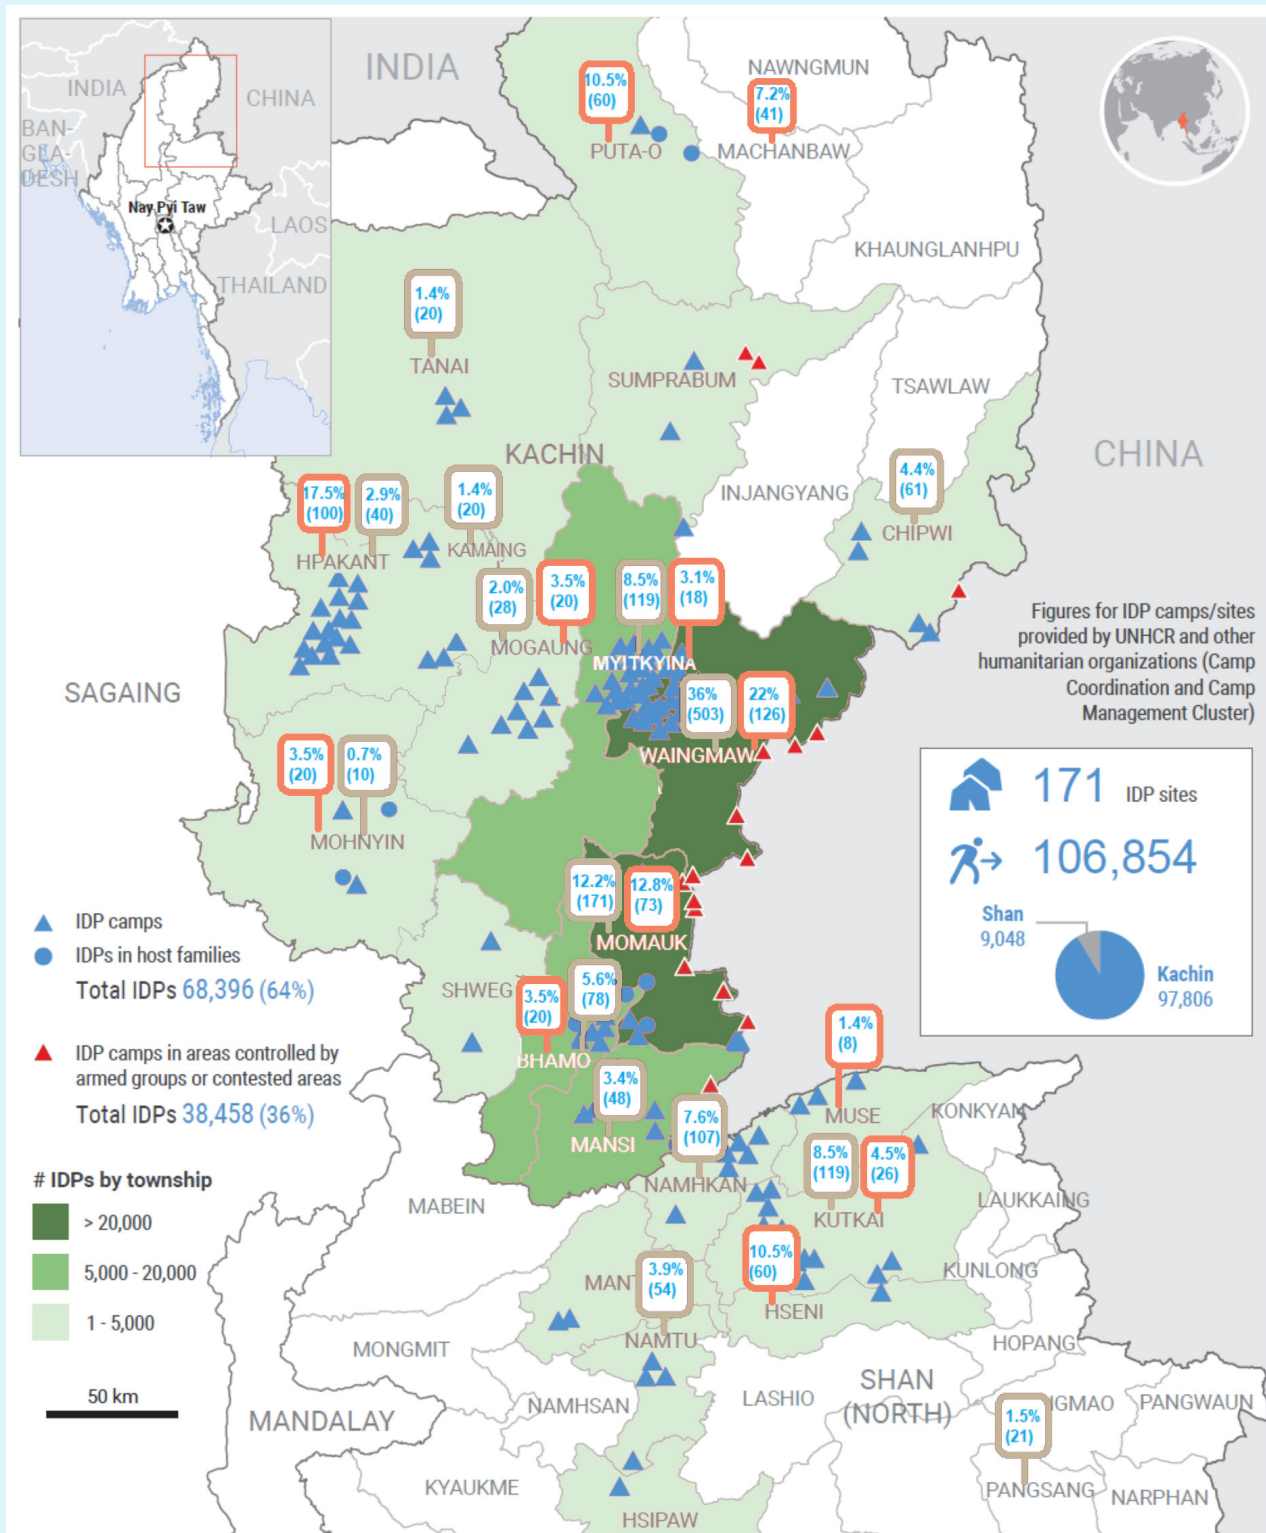 INDIA
CHINA
BAN-
GLA-
DESH
Nay Pyi Taw
LAOS
THAILAND
INDIA
10.5%
(60)
PUTA-O
NAWNGMUN
7.2%
(41)
MACHANBAW
KHAUNGLANHPU
1.4%
(20)
TANAI
SUMPRABUM
TSAWLAW
KACHIN
CHINA
INJANGYANG
4.4%
(61)
CHIPWI
17.5%
(100)
2.9%
(40)
HPAKANT
1.4%
(20)
KAMAING
2.0%
(28)
3.5%
(20)
MOGAUNG
8.5%
(119)
3.1%
(18)
MYITKYINA
36%
(503)
22%
(126)
WAINGMAW
Figures for IDP camps/sites
provided by UNHCR and other
humanitarian organizations (Camp
Coordination and Camp
Management Cluster)
SAGAING
3.5%
(20)
0.7%
(10)
MOHNYIN
171 IDP sites
106,854
Shan
9,048
Kachin
97,806
12.2%
(171)
12.8%
(73)
MOMAUK
IDP camps
IDPs in host families
Total IDPs 68,396 (64%)
IDP camps in areas controlled by
armed groups or contested areas
Total IDPs 38,458 (36%)
SHWEG
3.5%
(20)
5.6%
(78)
BHAMO
3.4%
(48)
MANSI
7.6%
(107)
NAMHKAN
1.4%
(8)
MUSE
KONKYAN
8.5%
(119)
4.5%
(26)
KUTKAI
LAUKKAING
# IDPs by township
> 20,000
5,000 - 20,000
1 - 5,000
50 km
MABEIN
MANT
3.9%
(54)
NAMTU
10.5%
(60)
HSENI
KUNLONG
HOPANG
MONGMIT
MANDALAY
NAMHSAN
LASHIO
SHAN
(NORTH)
1.5%
(21)
IGMAO
PANGWAUN
KYAUKME
PANGSANG
NARPHAN
HSIPAW